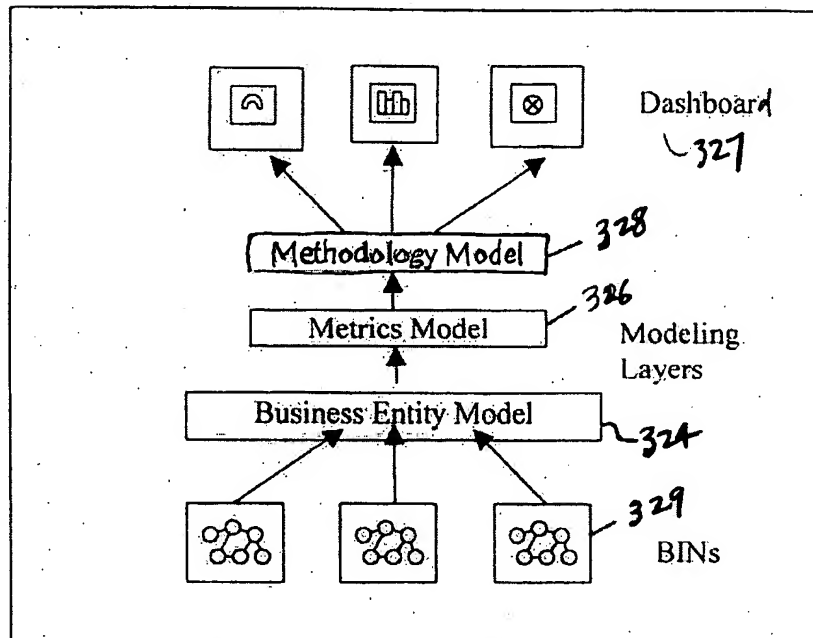 Dashboard
327
Methodology Model
328
326
Metrics Model
Modeling
Layers
Business Entity Model
324
329
BINs